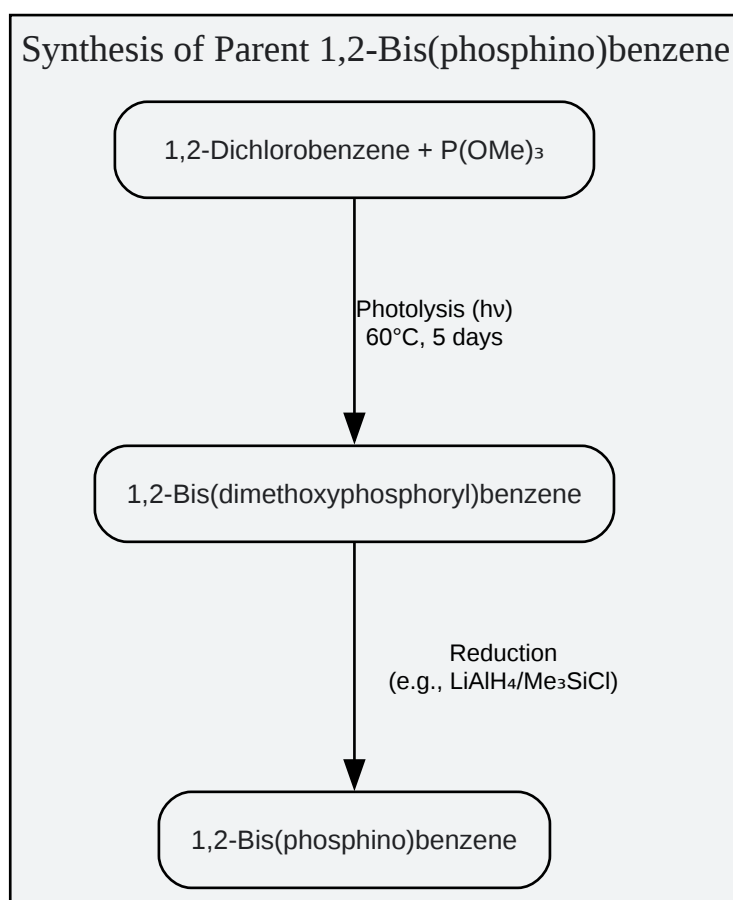 Synthesis of Parent 1,2-Bis(phosphino)benzene
1,2-Dichlorobenzene + P(OMe)₃
Photolysis (hν)
60°C, 5 days
1,2-Bis(dimethoxyphosphoryl)benzene
Reduction
(e.g., LiAlH₄/Me₃SiCl)
1,2-Bis(phosphino)benzene